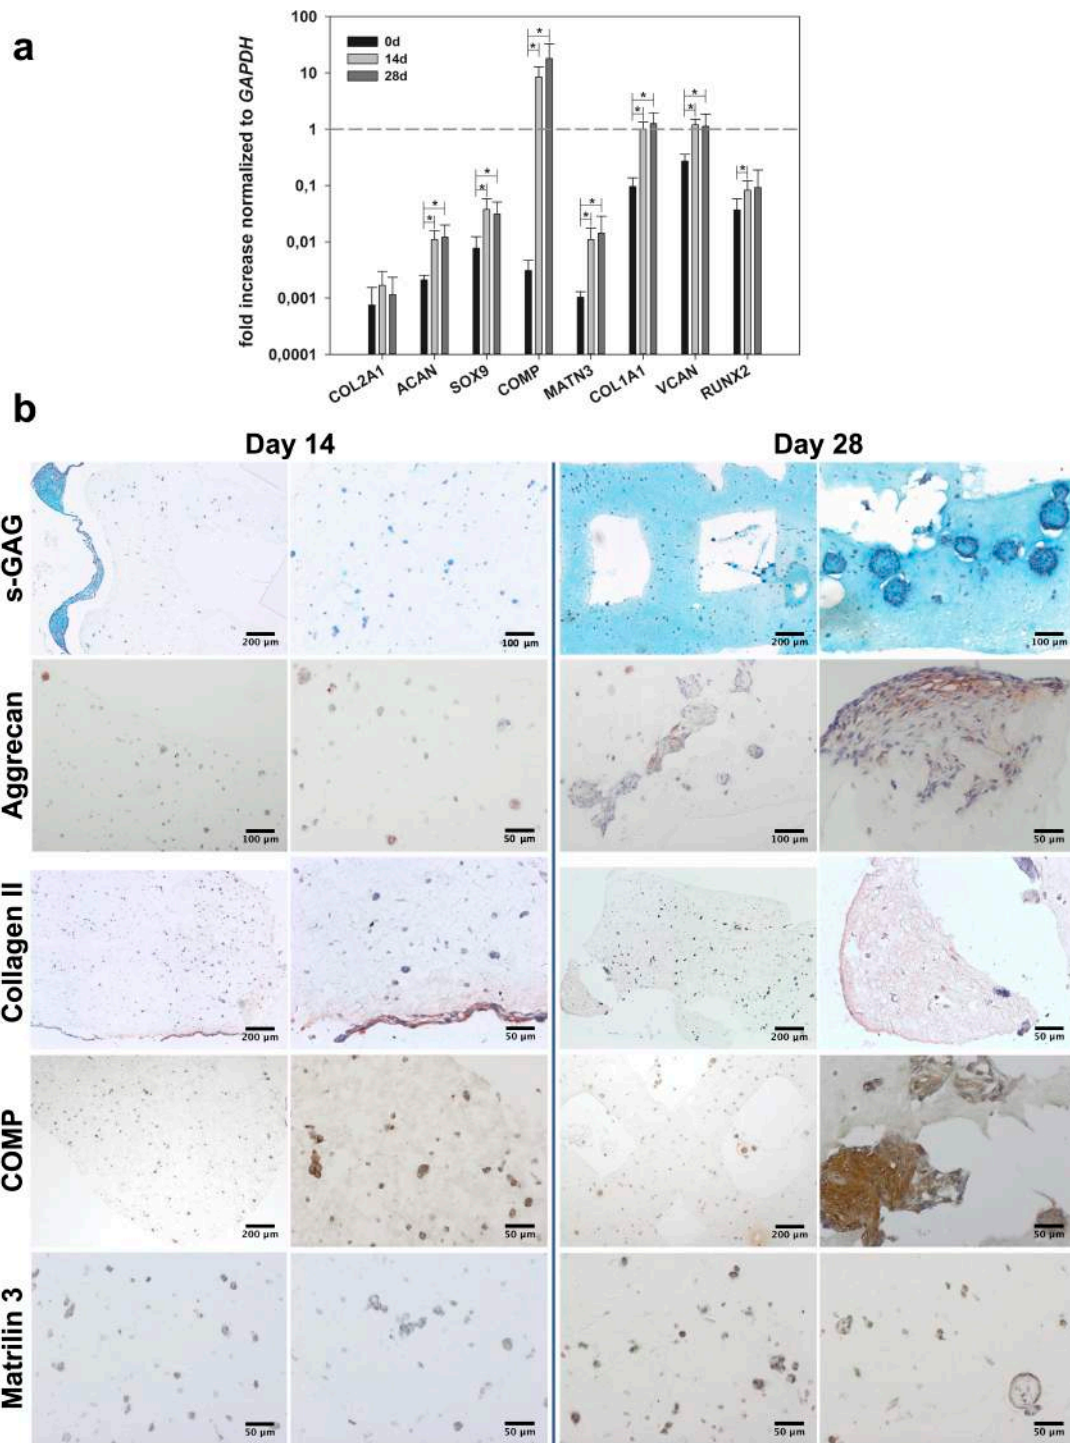 a
fold increase normalized to GAPDH
100
10
1
0,1
0,01
0,001
0,0001
0d
14d
28d
* *
* *
* *
* *
* *
* *
*
COL2A1 ACAN SOX9 COMP MATN3 COL1A1 VCAN RUNX2
b
Day 14 Day 28
s-GAG
200 µm 100 µm 200 µm 100 µm
Aggrecan
100 µm 50 µm 100 µm 50 µm
Collagen II
200 µm 50 µm 200 µm 50 µm
COMP
200 µm 50 µm 200 µm 50 µm
Matrilin 3
50 µm 50 µm 50 µm 50 µm